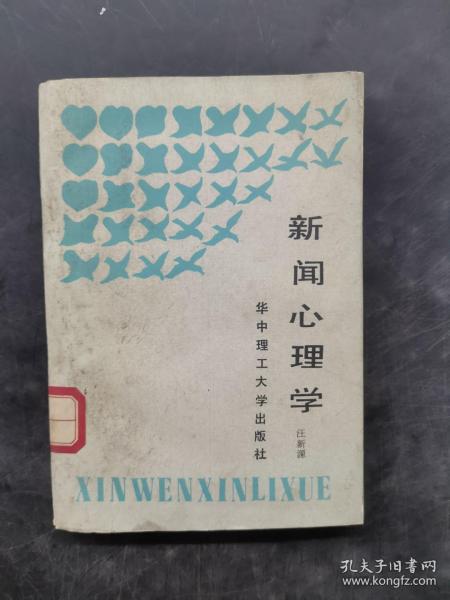 新闻心理学
汪新源
华中理工大学出版社
XINWENXINLIXUE
孔夫子旧书网
www.kongfz.com